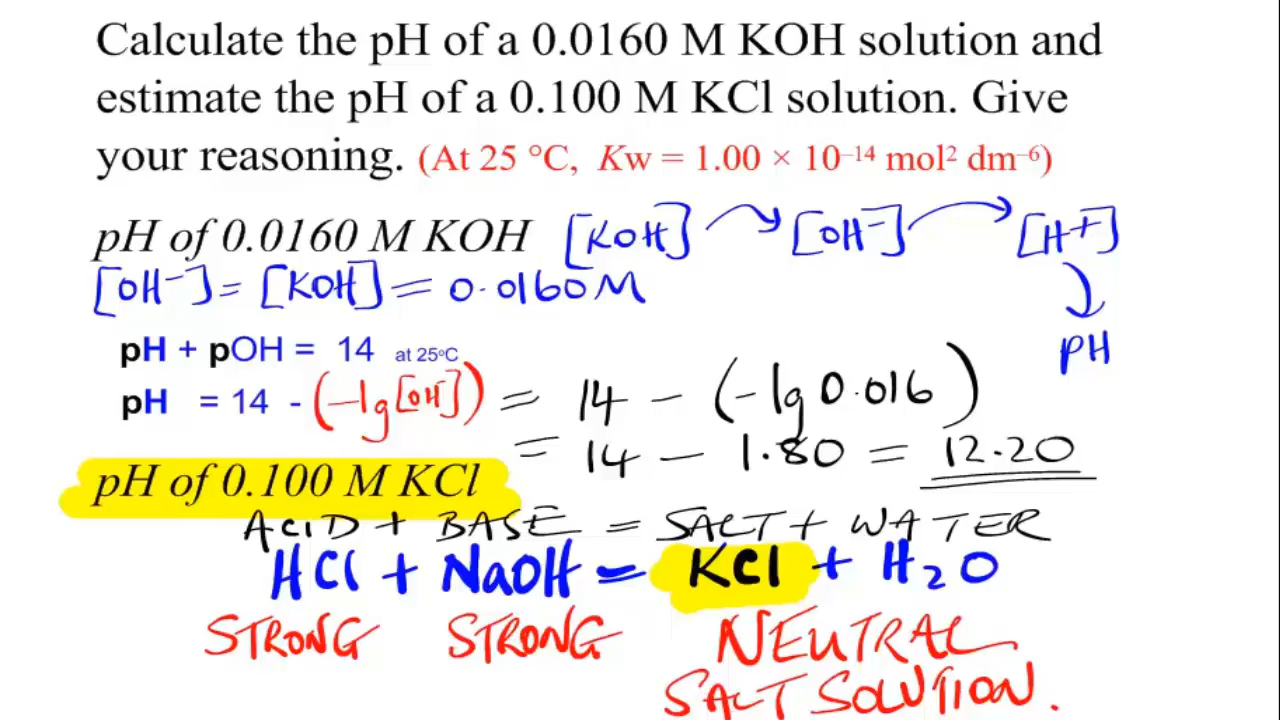 Calculate the pH of a 0.0160 M KOH solution and
estimate the pH of a 0.100 M KCl solution. Give
your reasoning. (At 25 °C, Kw = 1.00 × 10⁻¹⁴ mol² dm⁻⁶)
pH of 0.0160 M KOH [KOH] [OH⁻] [H+]
[OH⁻] = [KOH] = 0.0160M
PH
pH + pOH = 14 at 25°C
pH = 14 - (-lg[OH]) = 14 - (-lg 0.016)
= 14 - 1.80 = 12.20
pH of 0.100 M KCl
ACID + BASE = SALT + WATER
HCl + NaOH = KCl + H₂O
STRONG STRONG NEUTRAL
SALT SOLUTION.